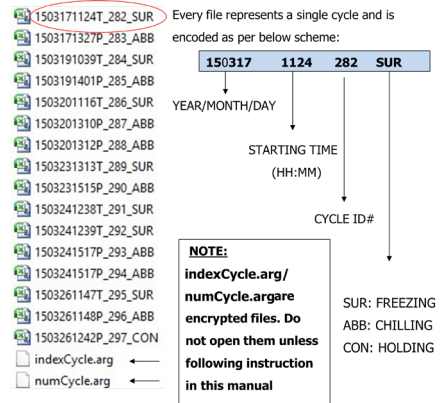 1503171124T_282_SUR
1503171327P_283_ABB
1503191039T_284_SUR
1503191401P_285_ABB
1503201116T_286_SUR
1503201310P_287_ABB
1503201312P_288_ABB
1503231313T_289_SUR
1503231515P_290_ABB
1503241238T_291_SUR
1503241239T_292_SUR
1503241517P_293_ABB
1503241517P_294_ABB
1503261147T_295_SUR
1503261148P_296_ABB
1503261242P_297_CON
indexCycle.arg
numCycle.arg
Every file represents a single cycle and is
encoded as per below scheme:
150317 1124 282 SUR
YEAR/MONTH/DAY
STARTING TIME
(HH:MM)
CYCLE ID#
NOTE:
indexCycle.arg/
numCycle.argare
encrypted files. Do
not open them unless
following instruction
in this manual
SUR: FREEZING
ABB: CHILLING
CON: HOLDING